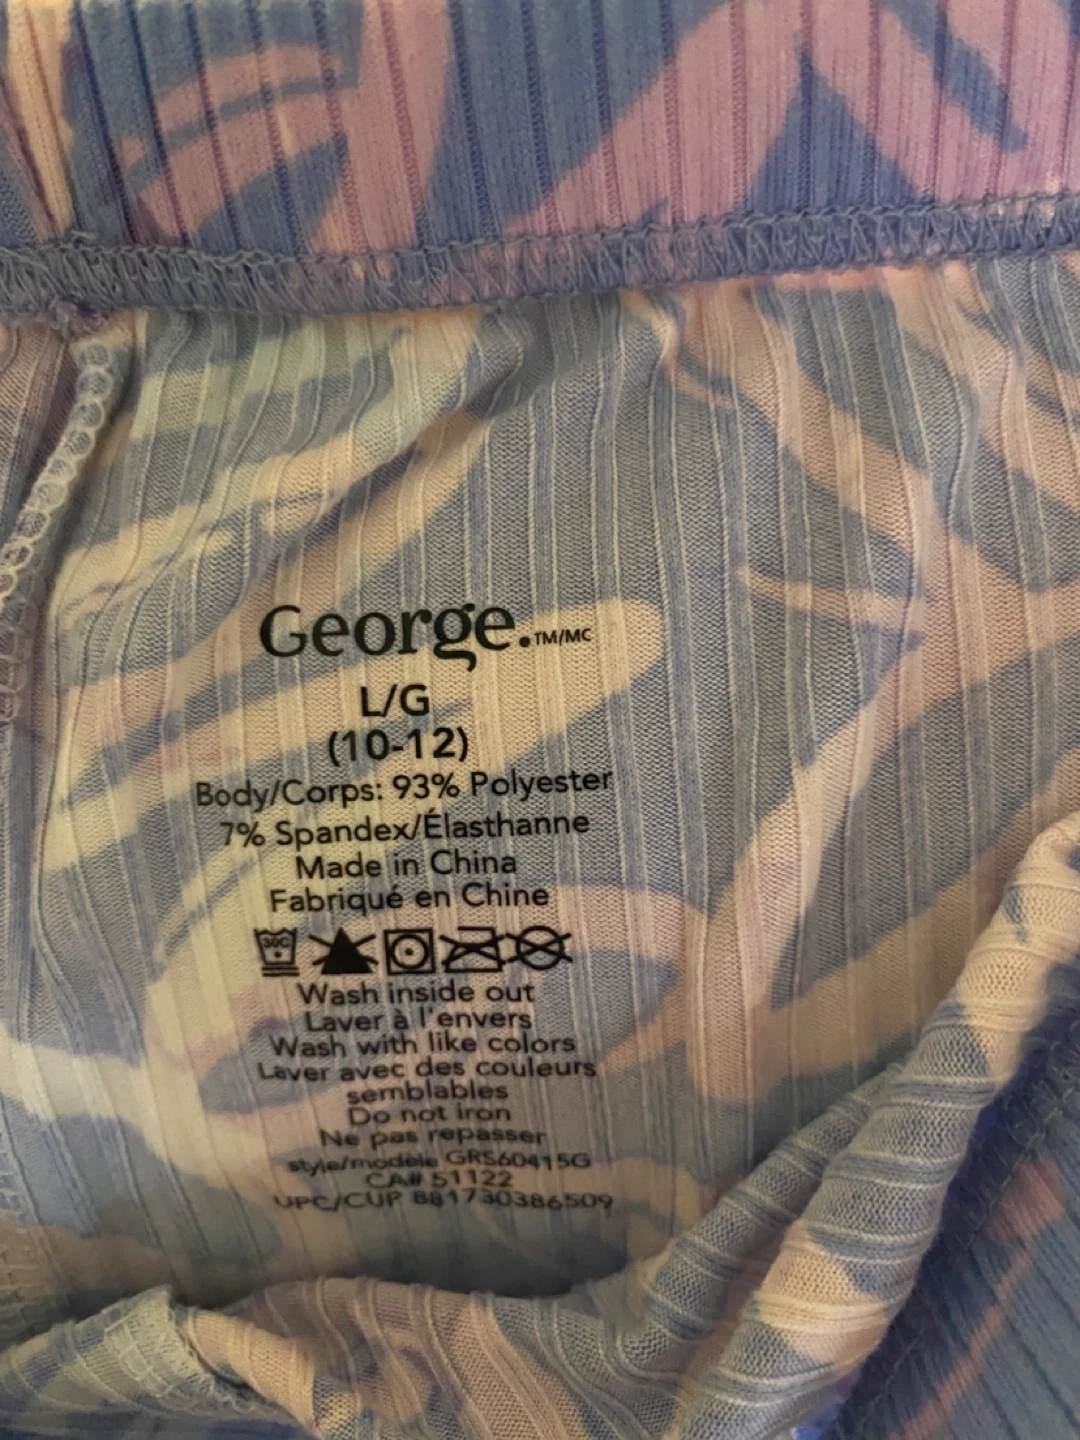 George.™/MC
L/G
(10-12)
Body/Corps: 93% Polyester
7% Spandex/Élasthanne
Made in China
Fabriqué en Chine
30C
Wash inside out
Laver à l'envers
Wash with like colors
Laver avec des couleurs
semblables
Do not iron
Ne pas repasser
style/modèle GRS60415G
CA# 51122
UPC/CUP 881730386509